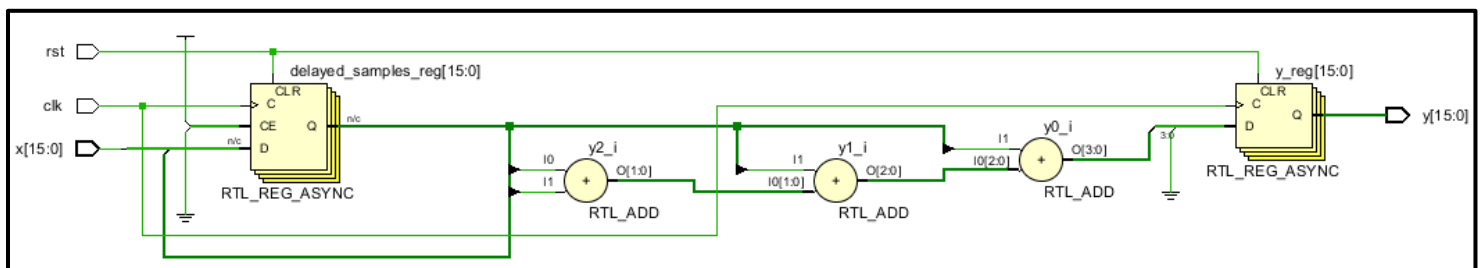 rst
clk
x[15:0]
delayed_samples_reg[15:0]
CLR
C
CE
D
Q
n/c
n/c
RTL_REG_ASYNC
y2_i
I0
I1
O[1:0]
RTL_ADD
y1_i
I1
I0[1:0]
O[2:0]
RTL_ADD
y0_i
I1
I0[2:0]
O[3:0]
RTL_ADD
y_reg[15:0]
CLR
C
D
Q
3:0
RTL_REG_ASYNC
y[15:0]